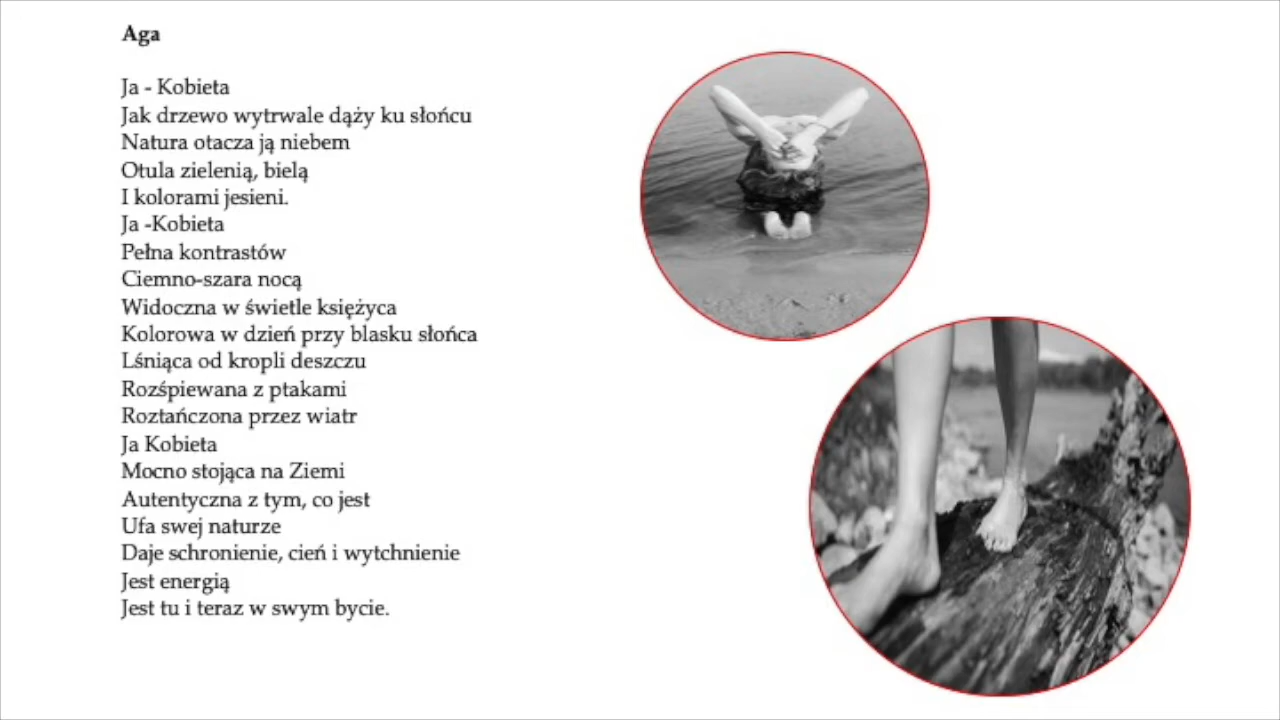 Aga
Ja - Kobieta
Jak drzewo wytrwale dąży ku słońcu
Natura otacza ją niebem
Otula zielenią, bielą
I kolorami jesieni.
Ja -Kobieta
Pełna kontrastów
Ciemno-szara nocą
Widoczna w świetle księżyca
Kolorowa w dzień przy blasku słońca
Lśniąca od kropli deszczu
Rozśpiewana z ptakami
Roztańczona przez wiatr
Ja Kobieta
Mocno stojąca na Ziemi
Autentyczna z tym, co jest
Ufa swej naturze
Daje schronienie, cień i wytchnienie
Jest energią
Jest tu i teraz w swym bycie.